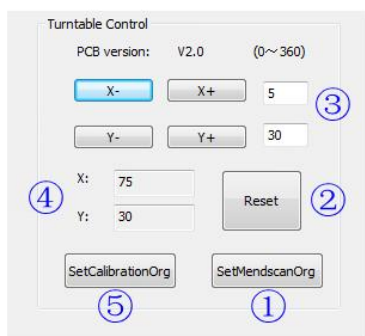 Turntable Control
PCB version: V2.0 (0～360)
X- X+ 5
③
Y- Y+ 30
④ X: 75
Reset ②
Y: 30
SetCalibrationOrg SetMendscanOrg
⑤ ①